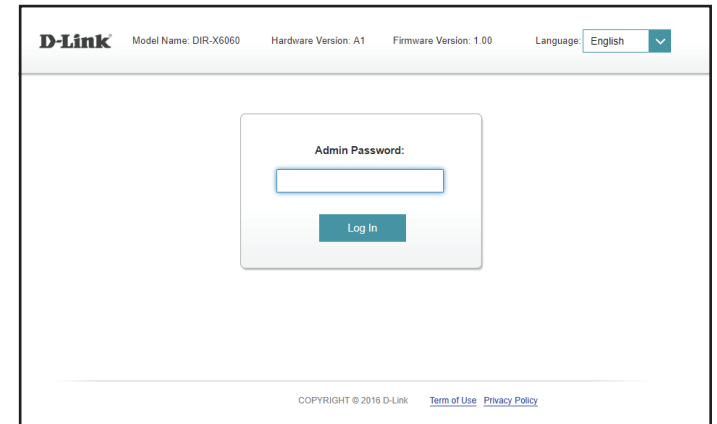 D-Link Model Name: DIR-X6060 Hardware Version: A1 Firmware Version: 1.00 Language: English
Admin Password:
Log In
COPYRIGHT © 2016 D-Link Term of Use Privacy Policy